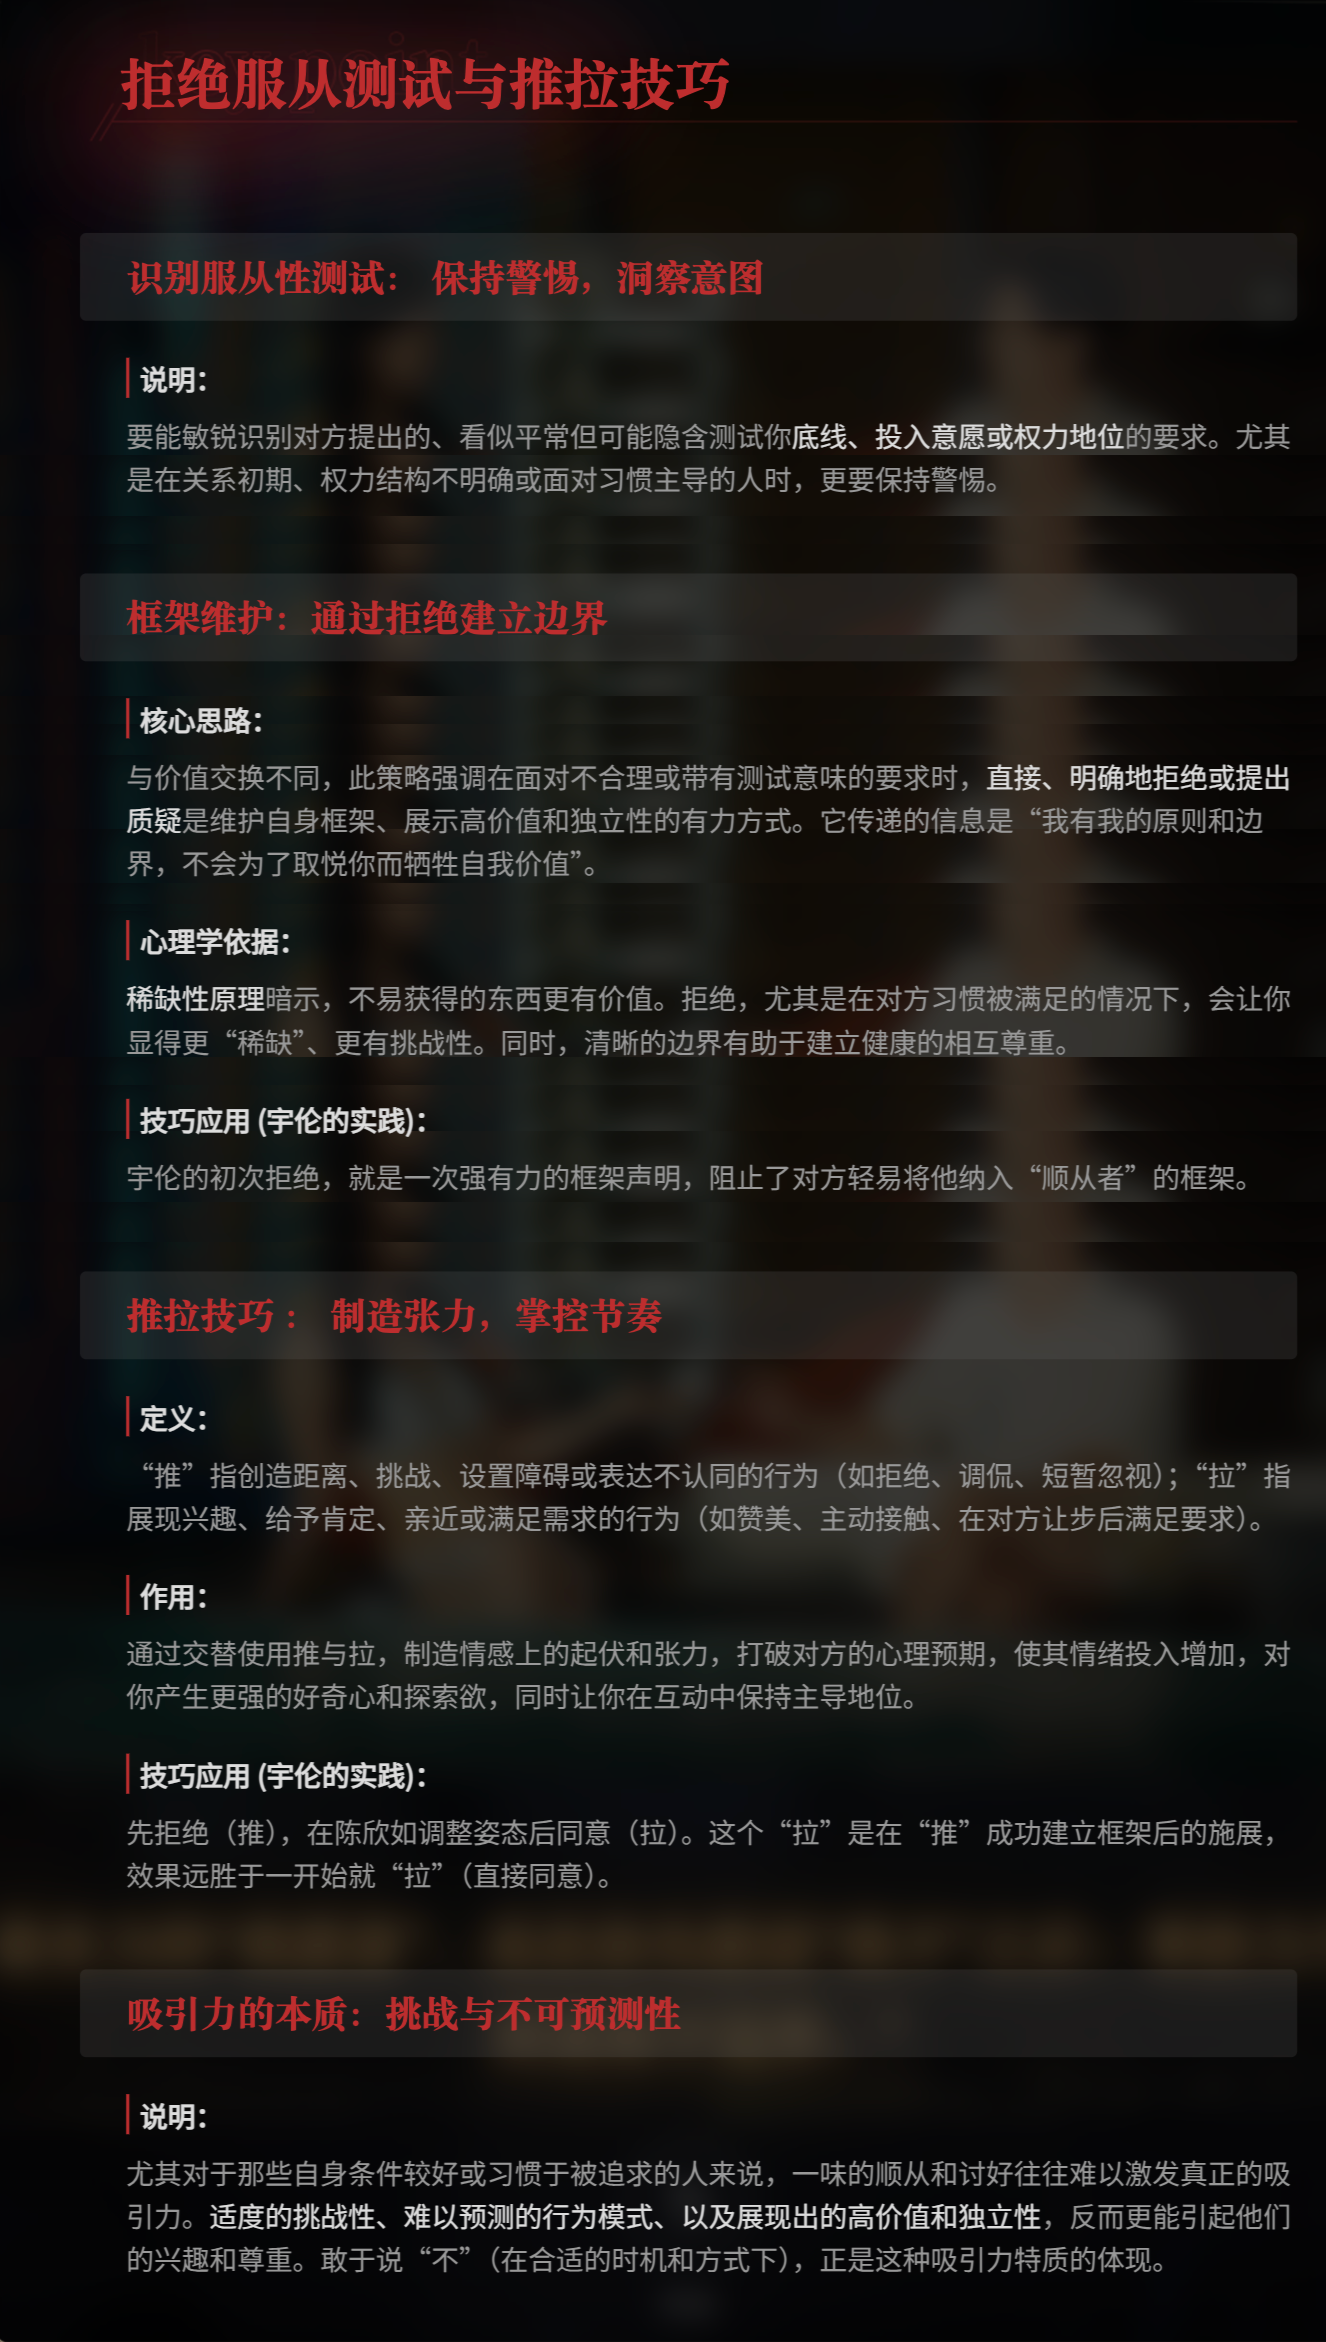 key point
拒绝服从测试与推拉技巧
识别服从性测试： 保持警惕，洞察意图
说明：
要能敏锐识别对方提出的、看似平常但可能隐含测试你底线、投入意愿或权力地位的要求。尤其
是在关系初期、权力结构不明确或面对习惯主导的人时，更要保持警惕。
框架维护：通过拒绝建立边界
核心思路：
与价值交换不同，此策略强调在面对不合理或带有测试意味的要求时，直接、明确地拒绝或提出
质疑是维护自身框架、展示高价值和独立性的有力方式。它传递的信息是“我有我的原则和边
界，不会为了取悦你而牺牲自我价值”。
心理学依据：
稀缺性原理暗示，不易获得的东西更有价值。拒绝，尤其是在对方习惯被满足的情况下，会让你
显得更“稀缺”、更有挑战性。同时，清晰的边界有助于建立健康的相互尊重。
技巧应用 (宇伦的实践)：
宇伦的初次拒绝，就是一次强有力的框架声明，阻止了对方轻易将他纳入“顺从者”的框架。
推拉技巧 ： 制造张力，掌控节奏
定义：
“推”指创造距离、挑战、设置障碍或表达不认同的行为（如拒绝、调侃、短暂忽视）；“拉”指
展现兴趣、给予肯定、亲近或满足需求的行为（如赞美、主动接触、在对方让步后满足要求）。
作用：
通过交替使用推与拉，制造情感上的起伏和张力，打破对方的心理预期，使其情绪投入增加，对
你产生更强的好奇心和探索欲，同时让你在互动中保持主导地位。
技巧应用 (宇伦的实践)：
先拒绝（推），在陈欣如调整姿态后同意（拉）。这个“拉”是在“推”成功建立框架后的施展，
效果远胜于一开始就“拉”（直接同意）。
吸引力的本质：挑战与不可预测性
说明：
尤其对于那些自身条件较好或习惯于被追求的人来说，一味的顺从和讨好往往难以激发真正的吸
引力。适度的挑战性、难以预测的行为模式、以及展现出的高价值和独立性，反而更能引起他们
的兴趣和尊重。敢于说“不”（在合适的时机和方式下），正是这种吸引力特质的体现。